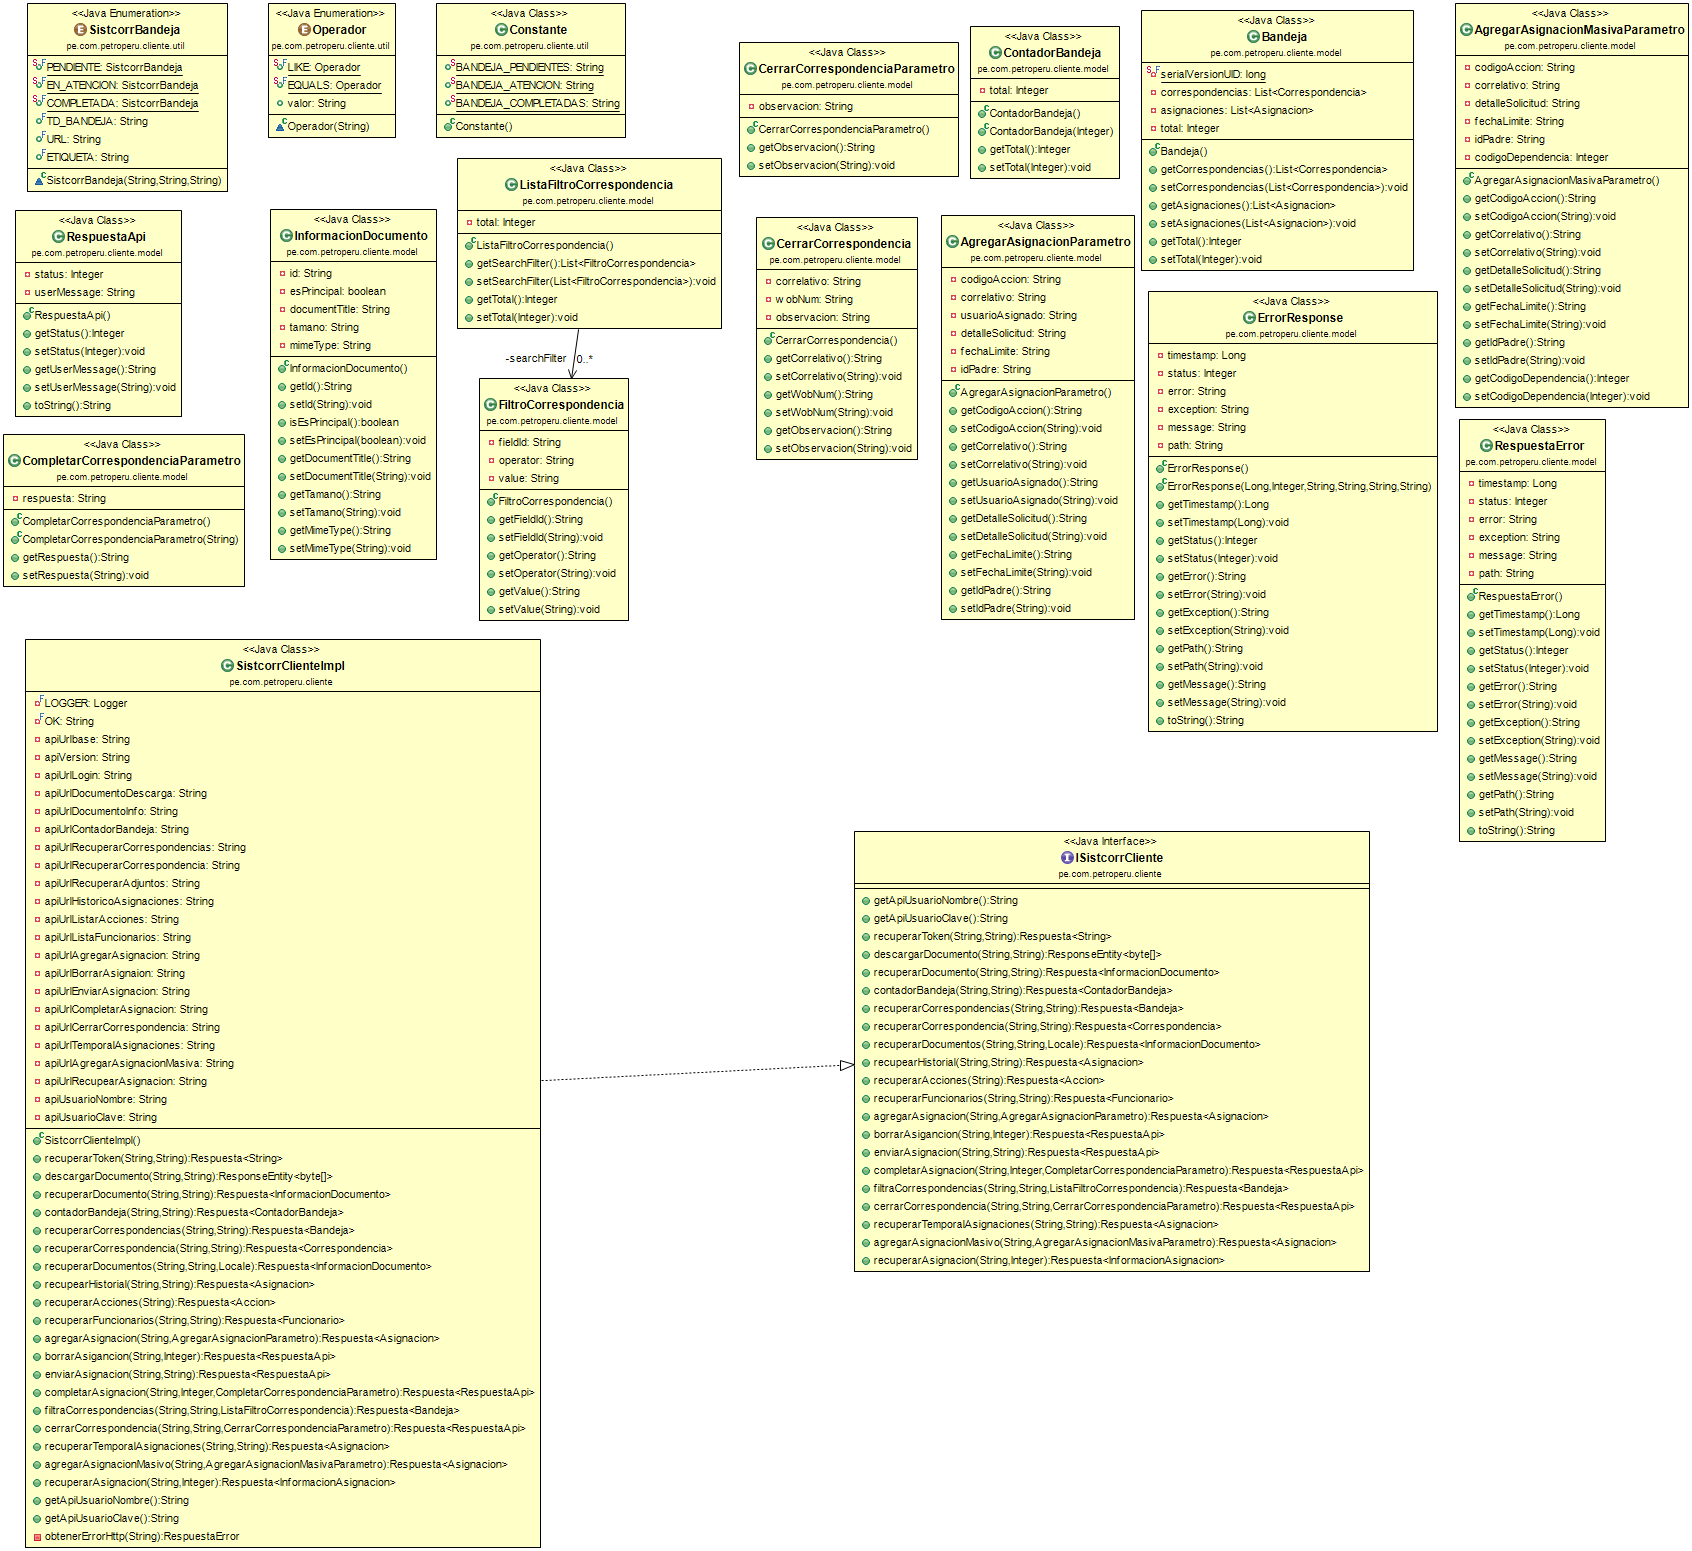 <<Java Enumeration>>
SistcorrBandeja
pe.com.petroperu.cliente.util
PENDIENTE: SistcorrBandeja
EN_ATENCION: SistcorrBandeja
COMPLETADA: SistcorrBandeja
TD_BANDEJA: String
URL: String
ETIQUETA: String
SistcorrBandeja(String,String,String)
<<Java Enumeration>>
Operador
pe.com.petroperu.cliente.util
LIKE: Operador
EQUALS: Operador
valor: String
Operador(String)
<<Java Class>>
Constante
pe.com.petroperu.cliente.util
BANDEJA_PENDIENTES: String
BANDEJA_ATENCION: String
BANDEJA_COMPLETADAS: String
Constante()
<<Java Class>>
CerrarCorrespondenciaParametro
pe.com.petroperu.cliente.model
observacion: String
CerrarCorrespondenciaParametro()
getObservacion():String
setObservacion(String):void
<<Java Class>>
ContadorBandeja
pe.com.petroperu.cliente.model
total: Integer
ContadorBandeja()
ContadorBandeja(Integer)
getTotal():Integer
setTotal(Integer):void
<<Java Class>>
Bandeja
pe.com.petroperu.cliente.model
serialVersionUID: long
correspondencias: List<Correspondencia>
asignaciones: List<Asignacion>
total: Integer
Bandeja()
getCorrespondencias():List<Correspondencia>
setCorrespondencias(List<Correspondencia>):void
getAsignaciones():List<Asignacion>
setAsignaciones(List<Asignacion>):void
getTotal():Integer
setTotal(Integer):void
<<Java Class>>
AgregarAsignacionMasivaParametro
pe.com.petroperu.cliente.model
codigoAccion: String
correlativo: String
detalleSolicitud: String
fechaLimite: String
idPadre: String
codigoDependencia: Integer
AgregarAsignacionMasivaParametro()
getCodigoAccion():String
setCodigoAccion(String):void
getCorrelativo():String
setCorrelativo(String):void
getDetalleSolicitud():String
setDetalleSolicitud(String):void
getFechaLimite():String
setFechaLimite(String):void
getIdPadre():String
setIdPadre(String):void
getCodigoDependencia():Integer
setCodigoDependencia(Integer):void
<<Java Class>>
RespuestaApi
pe.com.petroperu.cliente.model
status: Integer
userMessage: String
RespuestaApi()
getStatus():Integer
setStatus(Integer):void
getUserMessage():String
setUserMessage(String):void
toString():String
<<Java Class>>
InformacionDocumento
pe.com.petroperu.cliente.model
id: String
esPrincipal: boolean
documentTitle: String
tamano: String
mimeType: String
InformacionDocumento()
getId():String
setId(String):void
isEsPrincipal():boolean
setEsPrincipal(boolean):void
getDocumentTitle():String
setDocumentTitle(String):void
getTamano():String
setTamano(String):void
getMimeType():String
setMimeType(String):void
<<Java Class>>
ListaFiltroCorrespondencia
pe.com.petroperu.cliente.model
total: Integer
ListaFiltroCorrespondencia()
getSearchFilter():List<FiltroCorrespondencia>
setSearchFilter(List<FiltroCorrespondencia>):void
getTotal():Integer
setTotal(Integer):void
-searchFilter 0..*
<<Java Class>>
FiltroCorrespondencia
pe.com.petroperu.cliente.model
fieldId: String
operator: String
value: String
FiltroCorrespondencia()
getFieldId():String
setFieldId(String):void
getOperator():String
setOperator(String):void
getValue():String
setValue(String):void
<<Java Class>>
CerrarCorrespondencia
pe.com.petroperu.cliente.model
correlativo: String
wobNum: String
observacion: String
CerrarCorrespondencia()
getCorrelativo():String
setCorrelativo(String):void
getWobNum():String
setWobNum(String):void
getObservacion():String
setObservacion(String):void
<<Java Class>>
AgregarAsignacionParametro
pe.com.petroperu.cliente.model
codigoAccion: String
correlativo: String
usuarioAsignado: String
detalleSolicitud: String
fechaLimite: String
idPadre: String
AgregarAsignacionParametro()
getCodigoAccion():String
setCodigoAccion(String):void
getCorrelativo():String
setCorrelativo(String):void
getUsuarioAsignado():String
setUsuarioAsignado(String):void
getDetalleSolicitud():String
setDetalleSolicitud(String):void
getFechaLimite():String
setFechaLimite(String):void
getIdPadre():String
setIdPadre(String):void
<<Java Class>>
ErrorResponse
pe.com.petroperu.cliente.model
timestamp: Long
status: Integer
error: String
exception: String
message: String
path: String
ErrorResponse()
ErrorResponse(Long,Integer,String,String,String,String)
getTimestamp():Long
setTimestamp(Long):void
getStatus():Integer
setStatus(Integer):void
getError():String
setError(String):void
getException():String
setException(String):void
getPath():String
setPath(String):void
getMessage():String
setMessage(String):void
toString():String
<<Java Class>>
RespuestaError
pe.com.petroperu.cliente.model
timestamp: Long
status: Integer
error: String
exception: String
message: String
path: String
RespuestaError()
getTimestamp():Long
setTimestamp(Long):void
getStatus():Integer
setStatus(Integer):void
getError():String
setError(String):void
getException():String
setException(String):void
getMessage():String
setMessage(String):void
getPath():String
setPath(String):void
toString():String
<<Java Class>>
CompletarCorrespondenciaParametro
pe.com.petroperu.cliente.model
respuesta: String
CompletarCorrespondenciaParametro()
CompletarCorrespondenciaParametro(String)
getRespuesta():String
setRespuesta(String):void
<<Java Class>>
SistcorrClienteImpl
pe.com.petroperu.cliente
LOGGER: Logger
OK: String
apiUrlbase: String
apiVersion: String
apiUrlLogin: String
apiUrlDocumentoDescarga: String
apiUrlDocumentoInfo: String
apiUrlContadorBandeja: String
apiUrlRecuperarCorrespondencias: String
apiUrlRecuperarCorrespondencia: String
apiUrlRecuperarAdjuntos: String
apiUrlHistoricoAsignaciones: String
apiUrlListarAcciones: String
apiUrlListaFuncionarios: String
apiUrlAgregarAsignacion: String
apiUrlBorrarAsignaion: String
apiUrlEnviarAsignacion: String
apiUrlCompletarAsignacion: String
apiUrlCerrarCorrespondencia: String
apiUrlTemporalAsignaciones: String
apiUrlAgregarAsignacionMasiva: String
apiUrlRecupearAsignacion: String
apiUsuarioNombre: String
apiUsuarioClave: String
SistcorrClienteImpl()
recuperarToken(String,String):Respuesta<String>
descargarDocumento(String,String):ResponseEntity<byte[]>
recuperarDocumento(String,String):Respuesta<InformacionDocumento>
contadorBandeja(String,String):Respuesta<ContadorBandeja>
recuperarCorrespondencias(String,String):Respuesta<Bandeja>
recuperarCorrespondencia(String,String):Respuesta<Correspondencia>
recuperarDocumentos(String,String,Locale):Respuesta<InformacionDocumento>
recupearHistorial(String,String):Respuesta<Asignacion>
recuperarAcciones(String):Respuesta<Accion>
recuperarFuncionarios(String,String):Respuesta<Funcionario>
agregarAsignacion(String,AgregarAsignacionParametro):Respuesta<Asignacion>
borrarAsigancion(String,Integer):Respuesta<RespuestaApi>
enviarAsignacion(String,String):Respuesta<RespuestaApi>
completarAsignacion(String,Integer,CompletarCorrespondenciaParametro):Respuesta<RespuestaApi>
filtraCorrespondencias(String,String,ListaFiltroCorrespondencia):Respuesta<Bandeja>
cerrarCorrespondencia(String,String,CerrarCorrespondenciaParametro):Respuesta<RespuestaApi>
recuperarTemporalAsignaciones(String,String):Respuesta<Asignacion>
agregarAsignacionMasivo(String,AgregarAsignacionMasivaParametro):Respuesta<Asignacion>
recuperarAsignacion(String,Integer):Respuesta<InformacionAsignacion>
getApiUsuarioNombre():String
getApiUsuarioClave():String
obtenerErrorHttp(String):RespuestaError
<<Java Interface>>
ISistcorrCliente
pe.com.petroperu.cliente
getApiUsuarioNombre():String
getApiUsuarioClave():String
recuperarToken(String,String):Respuesta<String>
descargarDocumento(String,String):ResponseEntity<byte[]>
recuperarDocumento(String,String):Respuesta<InformacionDocumento>
contadorBandeja(String,String):Respuesta<ContadorBandeja>
recuperarCorrespondencias(String,String):Respuesta<Bandeja>
recuperarCorrespondencia(String,String):Respuesta<Correspondencia>
recuperarDocumentos(String,String,Locale):Respuesta<InformacionDocumento>
recupearHistorial(String,String):Respuesta<Asignacion>
recuperarAcciones(String):Respuesta<Accion>
recuperarFuncionarios(String,String):Respuesta<Funcionario>
agregarAsignacion(String,AgregarAsignacionParametro):Respuesta<Asignacion>
borrarAsigancion(String,Integer):Respuesta<RespuestaApi>
enviarAsignacion(String,String):Respuesta<RespuestaApi>
completarAsignacion(String,Integer,CompletarCorrespondenciaParametro):Respuesta<RespuestaApi>
filtraCorrespondencias(String,String,ListaFiltroCorrespondencia):Respuesta<Bandeja>
cerrarCorrespondencia(String,String,CerrarCorrespondenciaParametro):Respuesta<RespuestaApi>
recuperarTemporalAsignaciones(String,String):Respuesta<Asignacion>
agregarAsignacionMasivo(String,AgregarAsignacionMasivaParametro):Respuesta<Asignacion>
recuperarAsignacion(String,Integer):Respuesta<InformacionAsignacion>